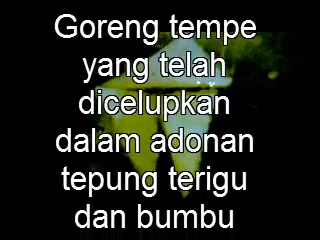 Goreng tempe
yang telah
dicelupkan
dalam adonan
tepung terigu
dan bumbu